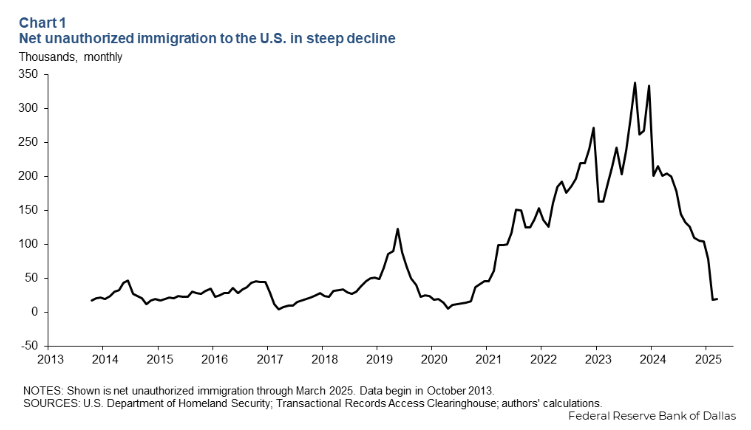 Chart 1
Net unauthorized immigration to the U.S. in steep decline
Thousands, monthly
350
300
250
200
150
100
50
0
-50
2013 2014 2015 2016 2017 2018 2019 2020 2021 2022 2023 2024 2025
NOTES: Shown is net unauthorized immigration through March 2025. Data begin in October 2013.
SOURCES: U.S. Department of Homeland Security; Transactional Records Access Clearinghouse; authors' calculations.
Federal Reserve Bank of Dallas